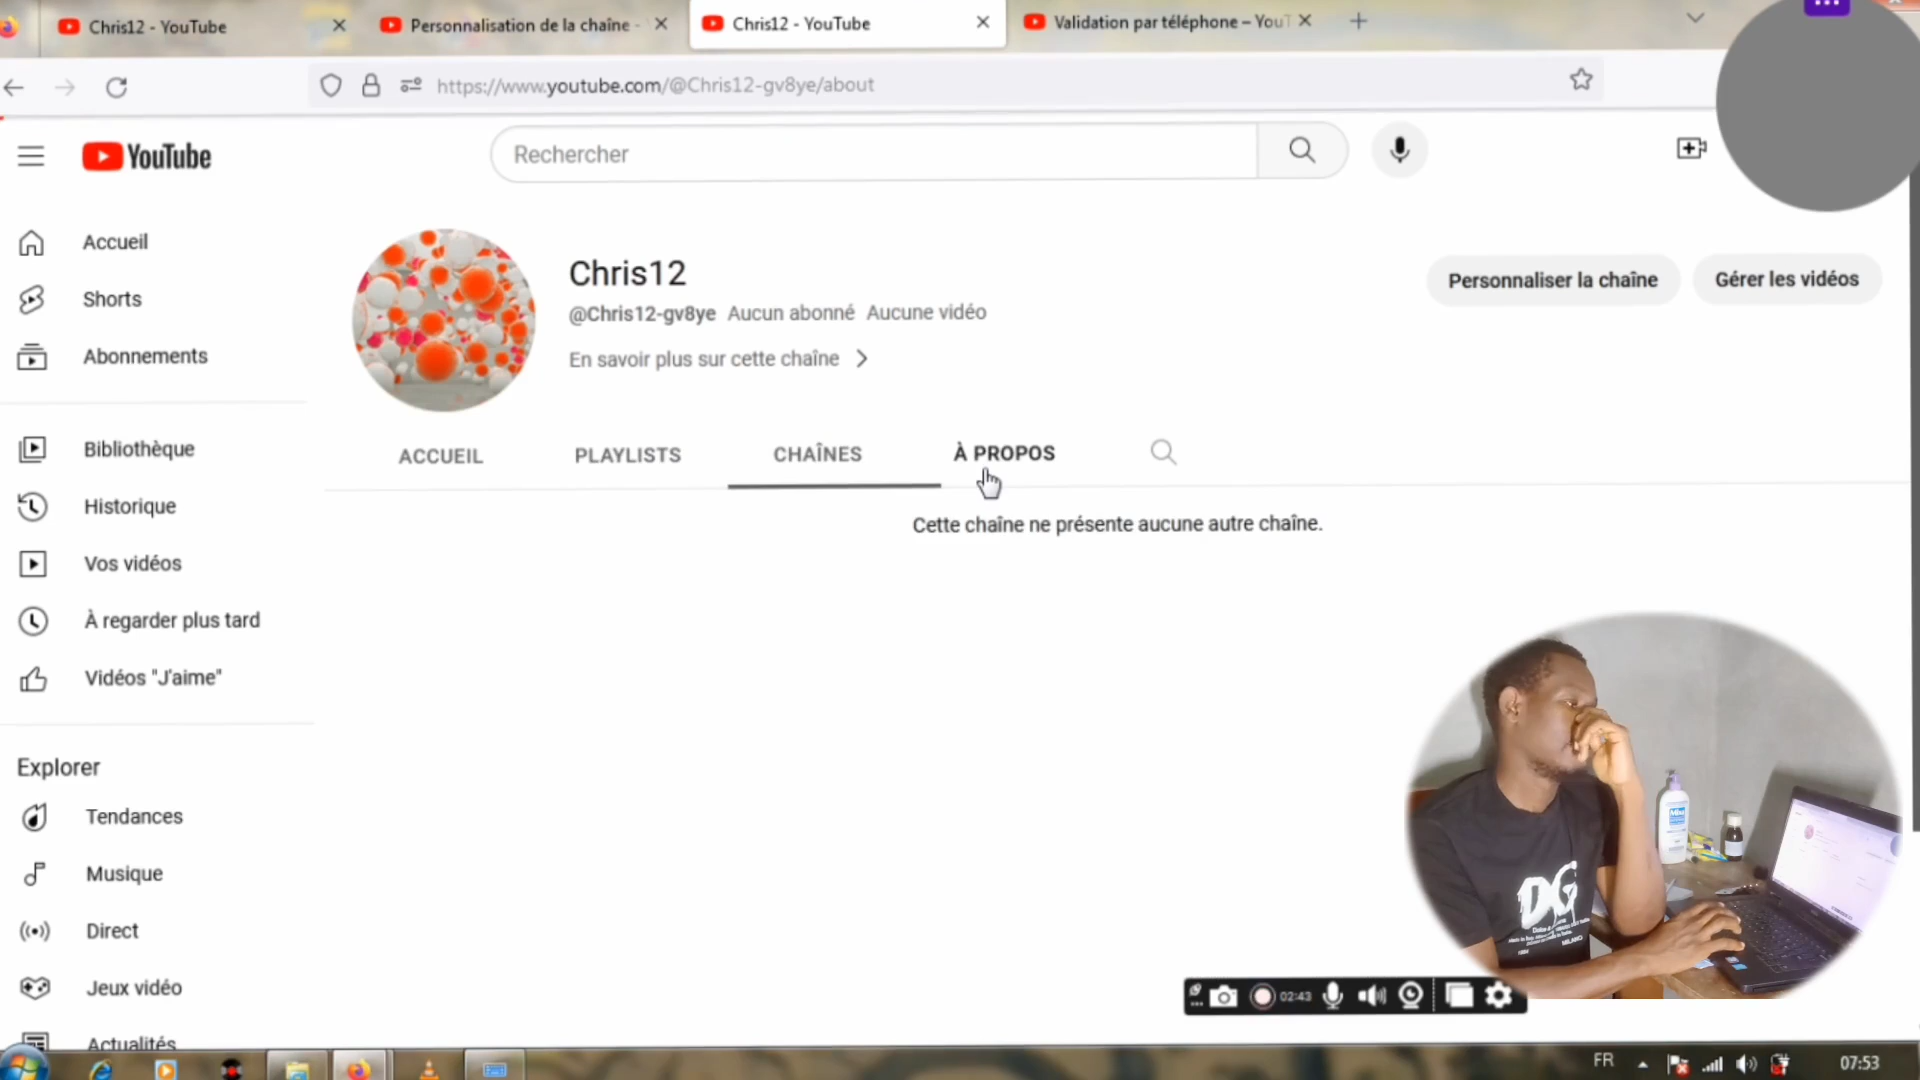 Chris12 - YouTube
Personnalisation de la chaîne -
Chris12 - YouTube
Validation par téléphone – YouT
https://www.youtube.com/@Chris12-gv8ye/about
YouTube
Rechercher
Accueil
Shorts
Abonnements
Bibliothèque
Historique
Vos vidéos
À regarder plus tard
Vidéos "J'aime"
Explorer
Tendances
Musique
Direct
Jeux vidéo
Actualités
Chris12
@Chris12-gv8ye Aucun abonné Aucune vidéo
En savoir plus sur cette chaîne
Personnaliser la chaîne
Gérer les vidéos
ACCUEIL PLAYLISTS CHAÎNES À PROPOS
Cette chaîne ne présente aucune autre chaîne.
DG
MILANO
02:43
FR
07:53